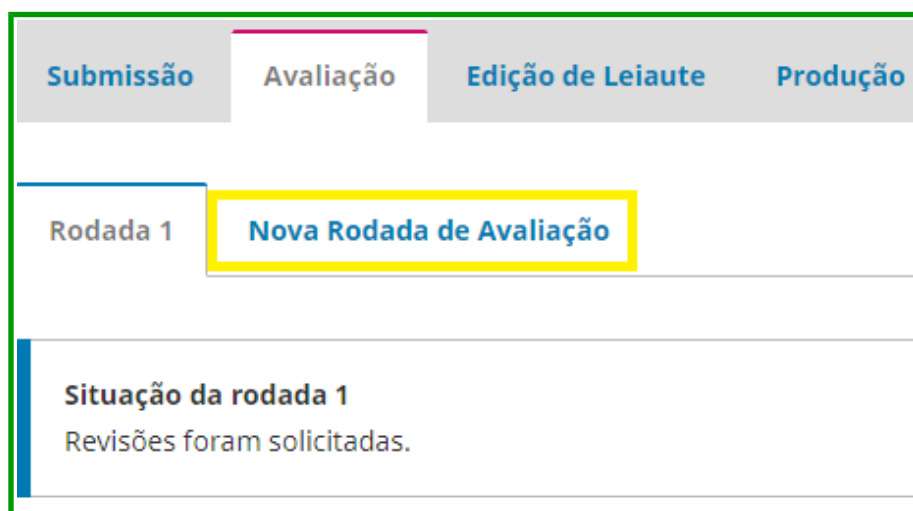 Submissão Avaliação Edição de Leiaute Produção
Rodada 1 Nova Rodada de Avaliação
Situação da rodada 1
Revisões foram solicitadas.